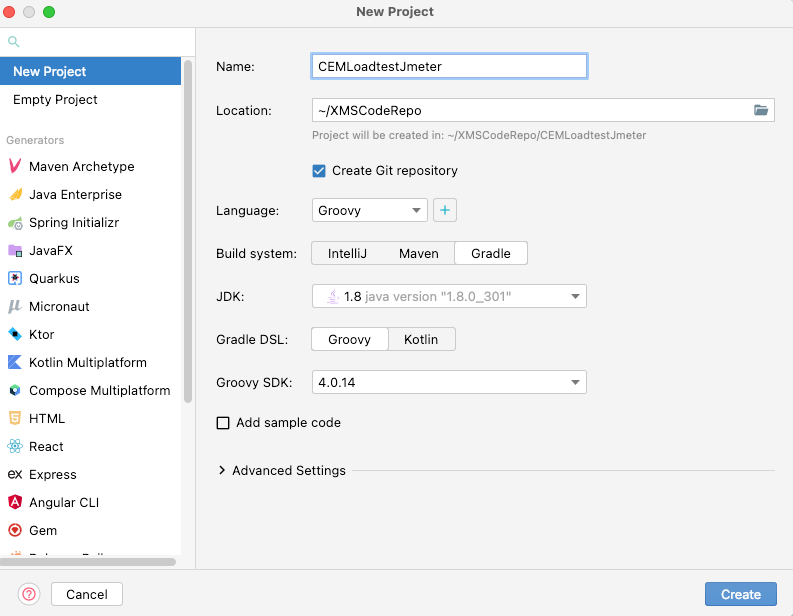 New Project
New Project
Empty Project
Generators
Maven Archetype
Java Enterprise
Spring Initializr
JavaFX
Quarkus
Micronaut
Ktor
Kotlin Multiplatform
Compose Multiplatform
HTML
React
ex Express
Angular CLI
Gem
Name: CEMLoadtestJmeter
Location: ~/XMSCodeRepo
Project will be created in: ~/XMSCodeRepo/CEMLoadtestJmeter
Create Git repository
Language: Groovy +
Build system: IntelliJ Maven Gradle
JDK: 1.8 java version "1.8.0_301"
Gradle DSL: Groovy Kotlin
Groovy SDK: 4.0.14
Add sample code
Advanced Settings
? Cancel Create